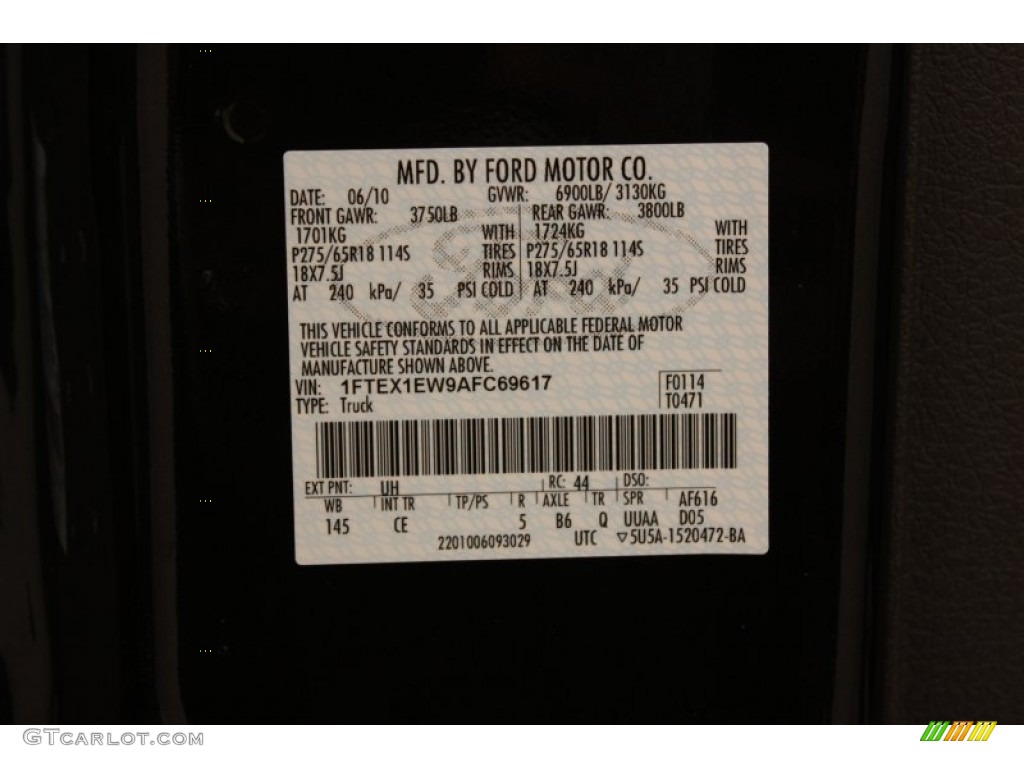 MFD. BY FORD MOTOR CO.
DATE: 06/10 GVWR: 6900LB/ 3130KG
FRONT GAWR: 3750LB REAR GAWR: 3800LB
1701KG WITH 1724KG WITH
P275/65R18 114S TIRES P275/65R18 114S TIRES
18X7.5J RIMS 18X7.5J RIMS
AT 240 kPa/ 35 PSI COLD AT 240 kPa/ 35 PSI COLD
Ford
THIS VEHICLE CONFORMS TO ALL APPLICABLE FEDERAL MOTOR
VEHICLE SAFETY STANDARDS IN EFFECT ON THE DATE OF
MANUFACTURE SHOWN ABOVE.
VIN: 1FTEX1EW9AFC69617 F0114
TYPE: Truck T0471
EXT PNT: UH RC: 44 DSO:
WB INT TR TP/PS R AXLE TR SPR AF616
145 CE 5 B6 Q UUAA D05
2201006093029 UTC ▽5U5A-1520472-BA
GTCARLOT.COM